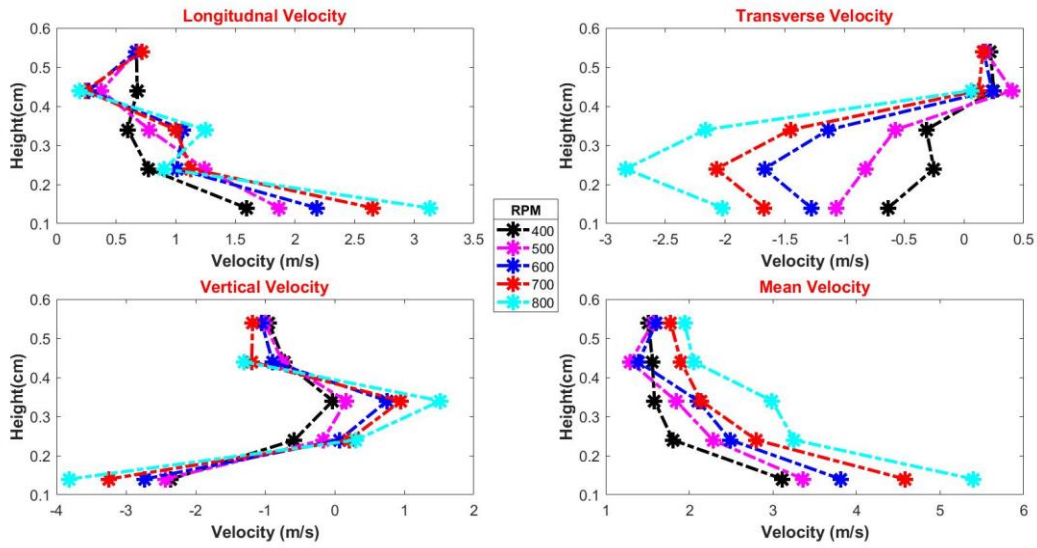 Longitudnal Velocity
0.6
0.5
0.4
0.3
0.2
0.1
Height(cm)
0 0.5 1 1.5 2 2.5 3 3.5
Velocity (m/s)
Transverse Velocity
0.6
0.5
0.4
0.3
0.2
0.1
Height(cm)
-3 -2.5 -2 -1.5 -1 -0.5 0 0.5
Velocity (m/s)
RPM
400
500
600
700
800
Vertical Velocity
0.6
0.5
0.4
0.3
0.2
0.1
Height(cm)
-4 -3 -2 -1 0 1 2
Velocity (m/s)
Mean Velocity
0.6
0.5
0.4
0.3
0.2
0.1
Height(cm)
1 2 3 4 5 6
Velocity (m/s)